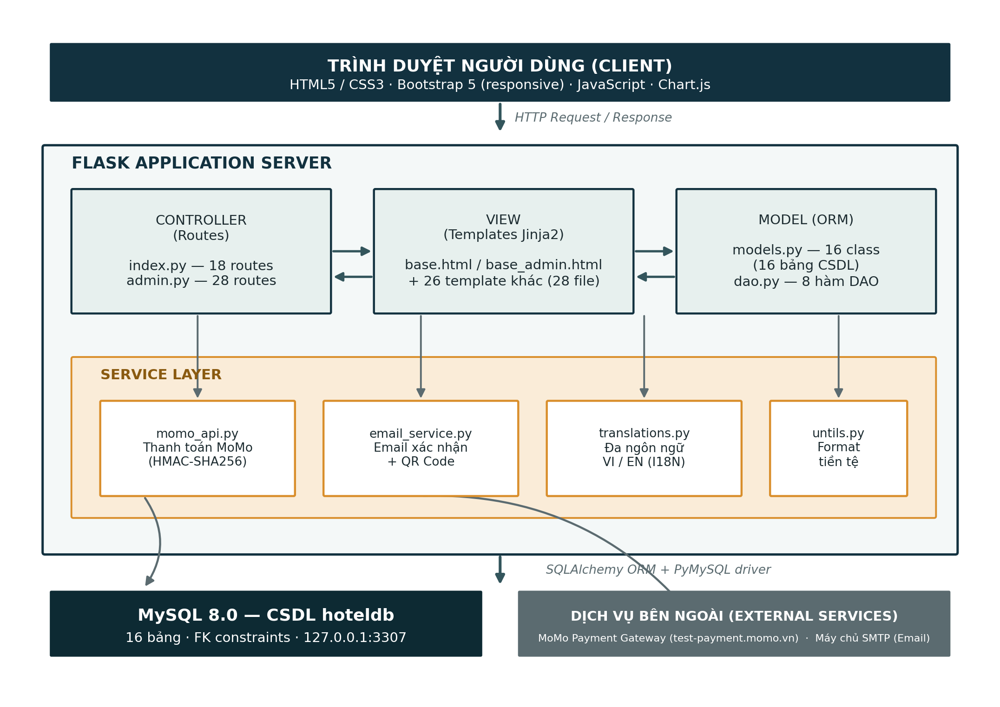 TRÌNH DUYỆT NGƯỜI DÙNG (CLIENT)
HTML5 / CSS3 · Bootstrap 5 (responsive) · JavaScript · Chart.js
HTTP Request / Response
FLASK APPLICATION SERVER
CONTROLLER
(Routes)
index.py — 18 routes
admin.py — 28 routes
VIEW
(Templates Jinja2)
base.html / base_admin.html
+ 26 template khác (28 file)
MODEL (ORM)
models.py — 16 class
(16 bảng CSDL)
dao.py — 8 hàm DAO
SERVICE LAYER
momo_api.py
Thanh toán MoMo
(HMAC-SHA256)
email_service.py
Email xác nhận
+ QR Code
translations.py
Đa ngôn ngữ
VI / EN (I18N)
untils.py
Format
tiền tệ
SQLAlchemy ORM + PyMySQL driver
MySQL 8.0 — CSDL hoteldb
16 bảng · FK constraints · 127.0.0.1:3307
DỊCH VỤ BÊN NGOÀI (EXTERNAL SERVICES)
MoMo Payment Gateway (test-payment.momo.vn) · Máy chủ SMTP (Email)